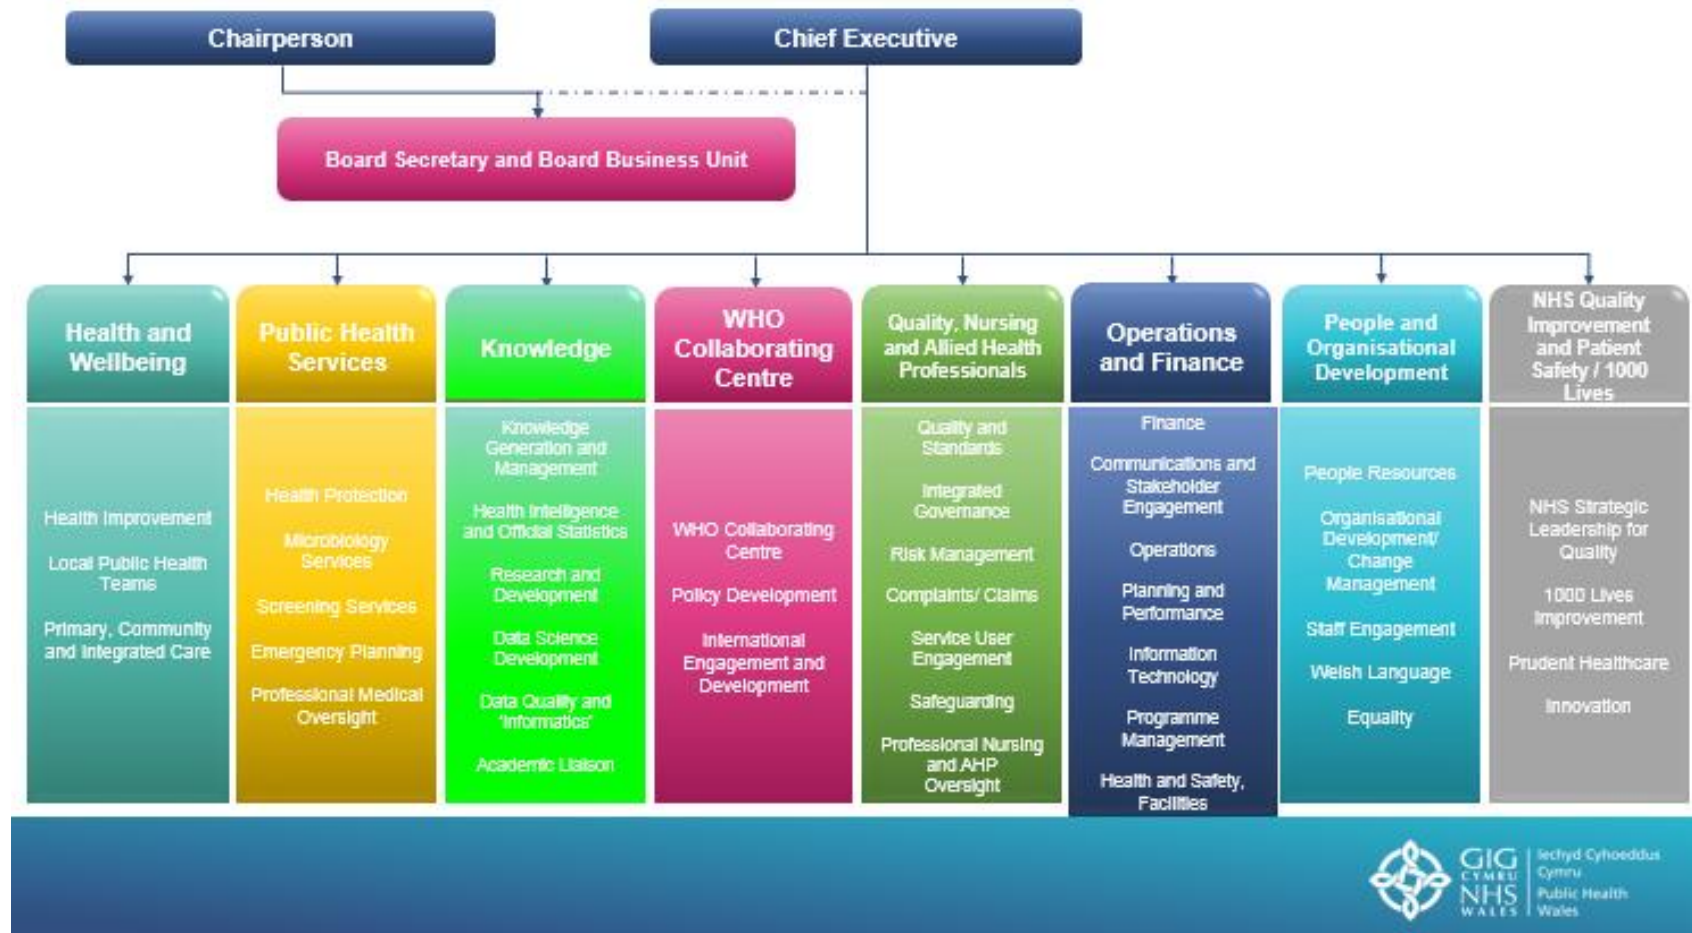 Chairperson
Chief Executive
Board Secretary and Board Business Unit
Health and
Wellbeing
Public Health
Services
Knowledge
WHO
Collaborating
Centre
Quality, Nursing
and Allied Health
Professionals
Operations
and Finance
People and
Organisational
Development
NHS Quality
Improvement
and Patient
Safety / 1000
Lives
Health Improvement
Local Public Health
Teams
Primary, Community
and Integrated Care
Health Protection
Microbiology
Services
Screening Services
Emergency Planning
Professional Medical
Oversight
Knowledge
Generation and
Management
Health Intelligence
and Official Statistics
Research and
Development
Data Science
Development
Data Quality and
'Informatics'
Academic Liaison
WHO Collaborating
Centre
Policy Development
International
Engagement and
Development
Quality and
Standards
Integrated
Governance
Risk Management
Complaints/ Claims
Service User
Engagement
Safeguarding
Professional Nursing
and AHP
Oversight
Finance
Communications and
Stakeholder
Engagement
Operations
Planning and
Performance
Information
Technology
Programme
Management
Health and Safety,
Facilities
People Resources
Organisational
Development/
Change
Management
Staff Engagement
Welsh Language
Equality
NHS Strategic
Leadership for
Quality
1000 Lives
Improvement
Prudent Healthcare
Innovation
GIG
CYMRU
NHS
WALES
Iechyd Cyhoeddus
Cymru
Public Health
Wales